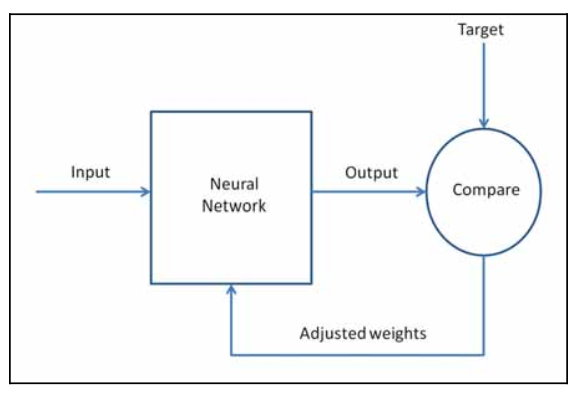 Target
Input
Neural
Network
Output
Compare
Adjusted weights